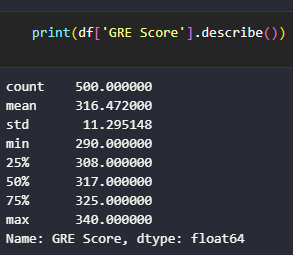 print(df['GRE Score'].describe())
count    500.000000
mean     316.472000
std       11.295148
min      290.000000
25%      308.000000
50%      317.000000
75%      325.000000
max      340.000000
Name: GRE Score, dtype: float64